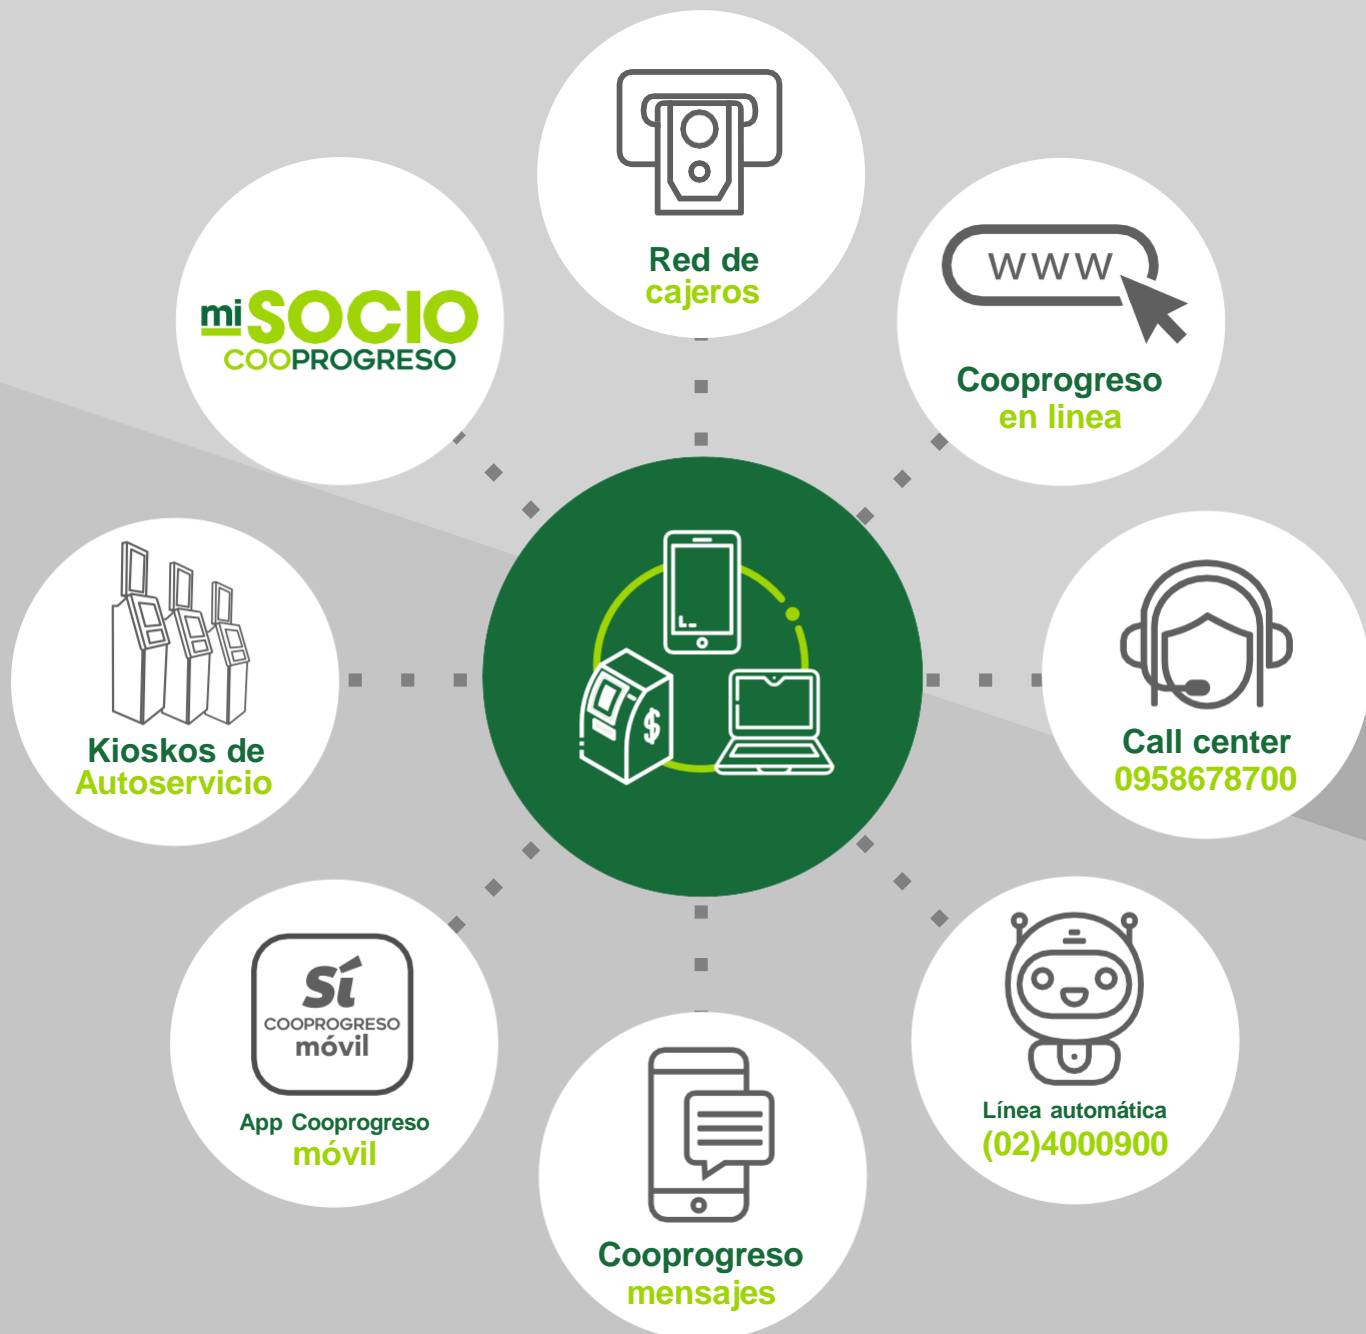 Red de
cajeros
www
Cooprogreso
en linea
Call center
0958678700
Línea automática
(02)4000900
Cooprogreso
mensajes
Sí
COOPROGRESO
móvil
App Cooprogreso
móvil
Kioskos de
Autoservicio
mi SOCIO
COOPROGRESO
$